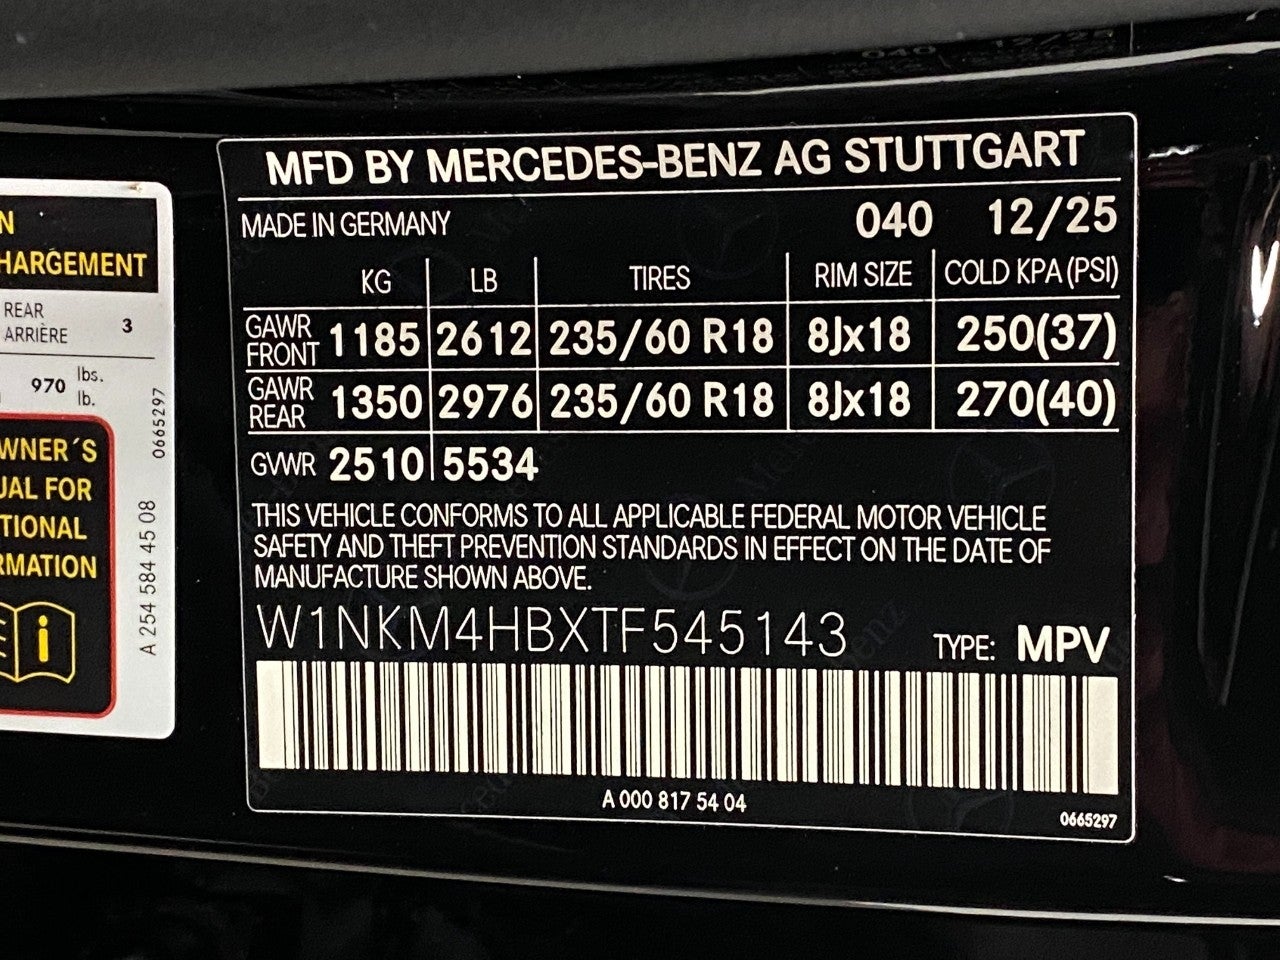 N
HARGEMENT
REAR
ARRIÈRE 3
970 lbs.
lb.
0665297
WNER´S
UAL FOR
TIONAL
RMATION
i
A 254 584 45 08
MFD BY MERCEDES-BENZ AG STUTTGART
MADE IN GERMANY 040 12/25
KG LB TIRES RIM SIZE COLD KPA (PSI)
GAWR FRONT 1185 2612 235/60 R18 8Jx18 250(37)
GAWR REAR 1350 2976 235/60 R18 8Jx18 270(40)
GVWR 2510 5534
THIS VEHICLE CONFORMS TO ALL APPLICABLE FEDERAL MOTOR VEHICLE
SAFETY AND THEFT PREVENTION STANDARDS IN EFFECT ON THE DATE OF
MANUFACTURE SHOWN ABOVE.
W1NKM4HBXTF545143 TYPE: MPV
A 000 817 54 04
0665297